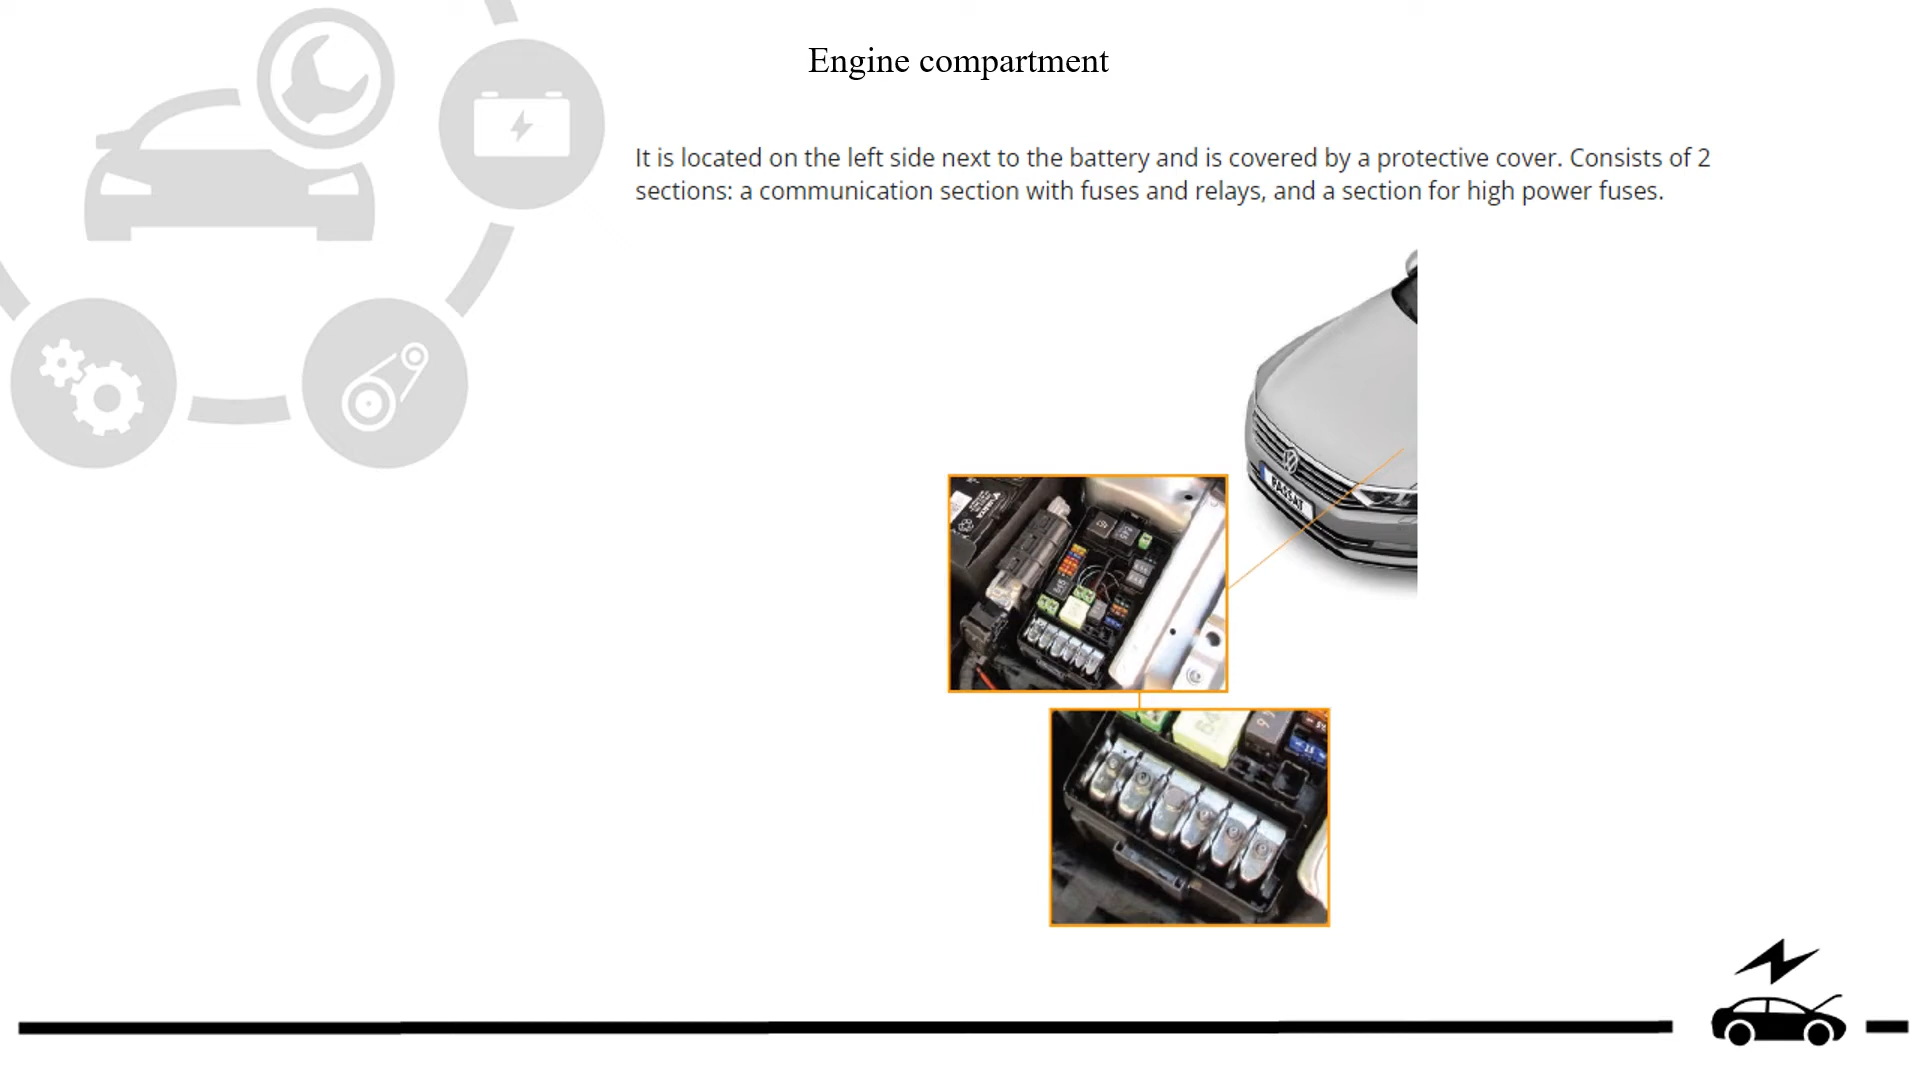 Engine compartment
It is located on the left side next to the battery and is covered by a protective cover. Consists of 2
sections: a communication section with fuses and relays, and a section for high power fuses.
PASSAT
VARTA